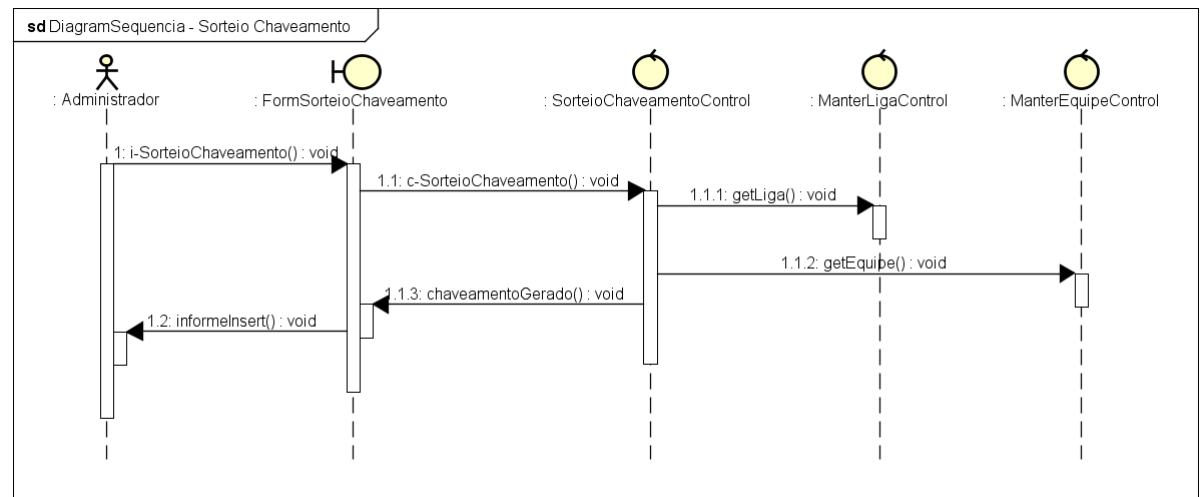 sd DiagramSequencia - Sorteio Chaveamento
: Administrador
: FormSorteioChaveamento
: SorteioChaveamentoControl
: ManterLigaControl
: ManterEquipeControl
1: i-SorteioChaveamento() : void
1.1: c-SorteioChaveamento() : void
1.1.1: getLiga() : void
1.1.2: getEquipe() : void
1.1.3: chaveamentoGerado() : void
1.2: informeInsert() : void